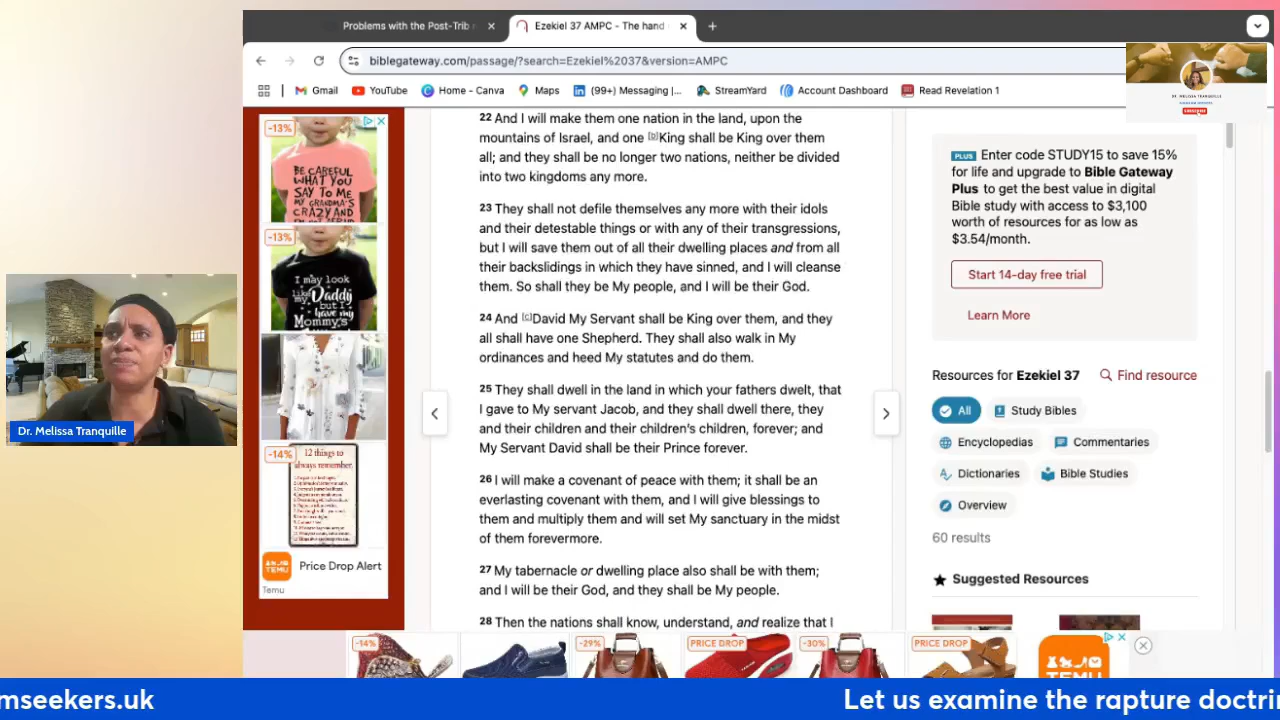 Problems with the Post-Trib
Ezekiel 37 AMPC - The hand
biblegateway.com/passage/?search=Ezekiel%2037&version=AMPC
Gmail
YouTube
Home - Canva
Maps
(99+) Messaging |...
StreamYard
Account Dashboard
Read Revelation 1
DR. MELISSA TRANQUILLE
-13%
BE CAREFUL
WHAT YOU
SAY TO ME
MY GRANDMA'S
CRAZY AND
-13%
I may look
like my Daddy
but I
have my
Mommy's
-14%
12 things to
always remember
TEMU
Price Drop Alert
Temu
22 And I will make them one nation in the land, upon the
mountains of Israel, and one [b]King shall be King over them
all; and they shall be no longer two nations, neither be divided
into two kingdoms any more.
23 They shall not defile themselves any more with their idols
and their detestable things or with any of their transgressions,
but I will save them out of all their dwelling places and from all
their backslidings in which they have sinned, and I will cleanse
them. So shall they be My people, and I will be their God.
24 And [c]David My Servant shall be King over them, and they
all shall have one Shepherd. They shall also walk in My
ordinances and heed My statutes and do them.
25 They shall dwell in the land in which your fathers dwelt, that
I gave to My servant Jacob, and they shall dwell there, they
and their children and their children's children, forever; and
My Servant David shall be their Prince forever.
26 I will make a covenant of peace with them; it shall be an
everlasting covenant with them, and I will give blessings to
them and multiply them and will set My sanctuary in the midst
of them forevermore.
27 My tabernacle or dwelling place also shall be with them;
and I will be their God, and they shall be My people.
28 Then the nations shall know, understand, and realize that I
PLUS Enter code STUDY15 to save 15%
for life and upgrade to Bible Gateway
Plus to get the best value in digital
Bible study with access to $3,100
worth of resources for as low as
$3.54/month.
Start 14-day free trial
Learn More
Resources for Ezekiel 37
Find resource
All
Study Bibles
Encyclopedias
Commentaries
Dictionaries
Bible Studies
Overview
60 results
Suggested Resources
Dr. Melissa Tranquille
-14%
-29%
PRICE DROP
-30%
PRICE DROP
TEMU
mseekers.uk
Let us examine the rapture doctri